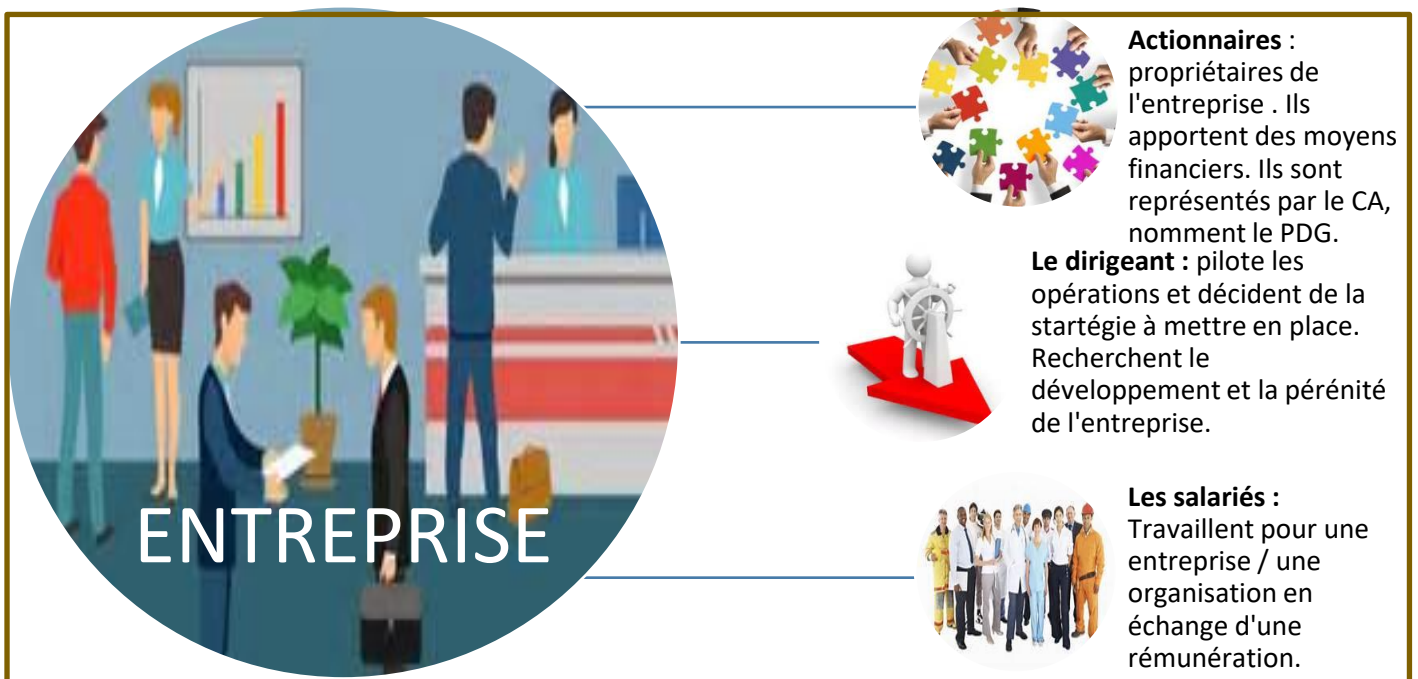 ENTREPRISE
Actionnaires :
propriétaires de
l'entreprise . Ils
apportent des moyens
financiers. Ils sont
représentés par le CA,
nomment le PDG.
Le dirigeant : pilote les
opérations et décident de la
startégie à mettre en place.
Recherchent le
développement et la pérénité
de l'entreprise.
Les salariés :
Travaillent pour une
entreprise / une
organisation en
échange d'une
rémunération.